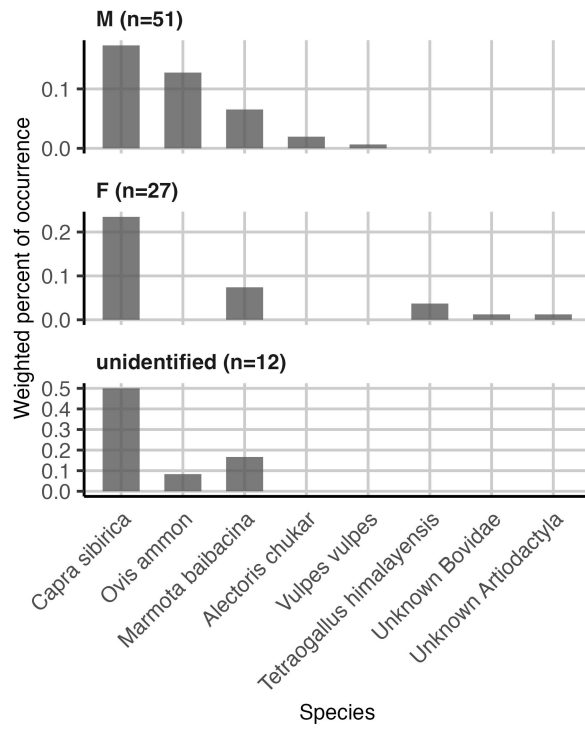 M (n=51)
0.1
0.0
F (n=27)
0.2
0.1
0.0
unidentified (n=12)
0.5
0.4
0.3
0.2
0.1
0.0
Weighted percent of occurrence
Capra sibirica
Ovis ammon
Marmota baibacina
Alectoris chukar
Vulpes vulpes
Tetraogallus himalayensis
Unknown Bovidae
Unknown Artiodactyla
Species